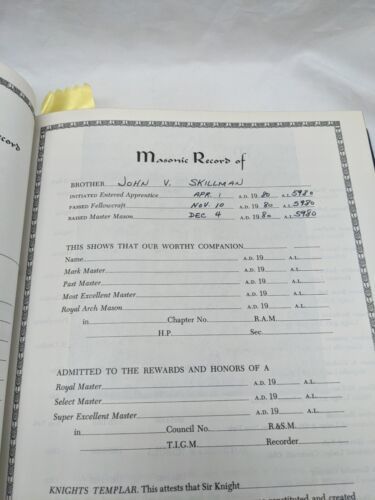 Record
Masonic Record of
BROTHER JOHN V. SKILLMAN
INITIATED Entered Apprentice APR. 1 A.D. 19 80 A.L. 5980
PASSED Fellowcraft NOV 10 A.D. 19 80 A.L. 5980
RAISED Master Mason DEC 4 A.D. 19 80 A.L. 5980
THIS SHOWS THAT OUR WORTHY COMPANION
Name A.D. 19 A.L.
Mark Master A.D. 19 A.L.
Past Master A.D. 19 A.L.
Most Excellent Master A.D. 19 A.L.
Royal Arch Mason A.D. 19 A.L.
in Chapter No. R.A.M.
H.P. Sec.
ADMITTED TO THE REWARDS AND HONORS OF A
Royal Master A.D. 19 A.L.
Select Master A.D. 19 A.L.
Super Excellent Master A.D. 19 A.L.
in Council No. R.&S.M.
T.I.G.M. Recorder
KNIGHTS TEMPLAR. This attests that Sir Knight
constituted and created